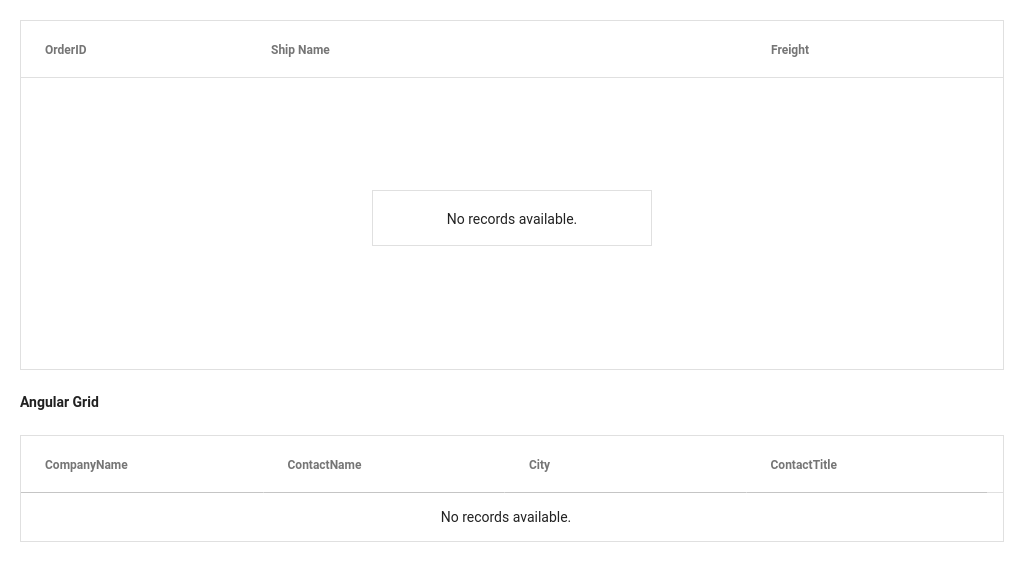 OrderID Ship Name Freight
No records available.
Angular Grid
CompanyName ContactName City ContactTitle
No records available.